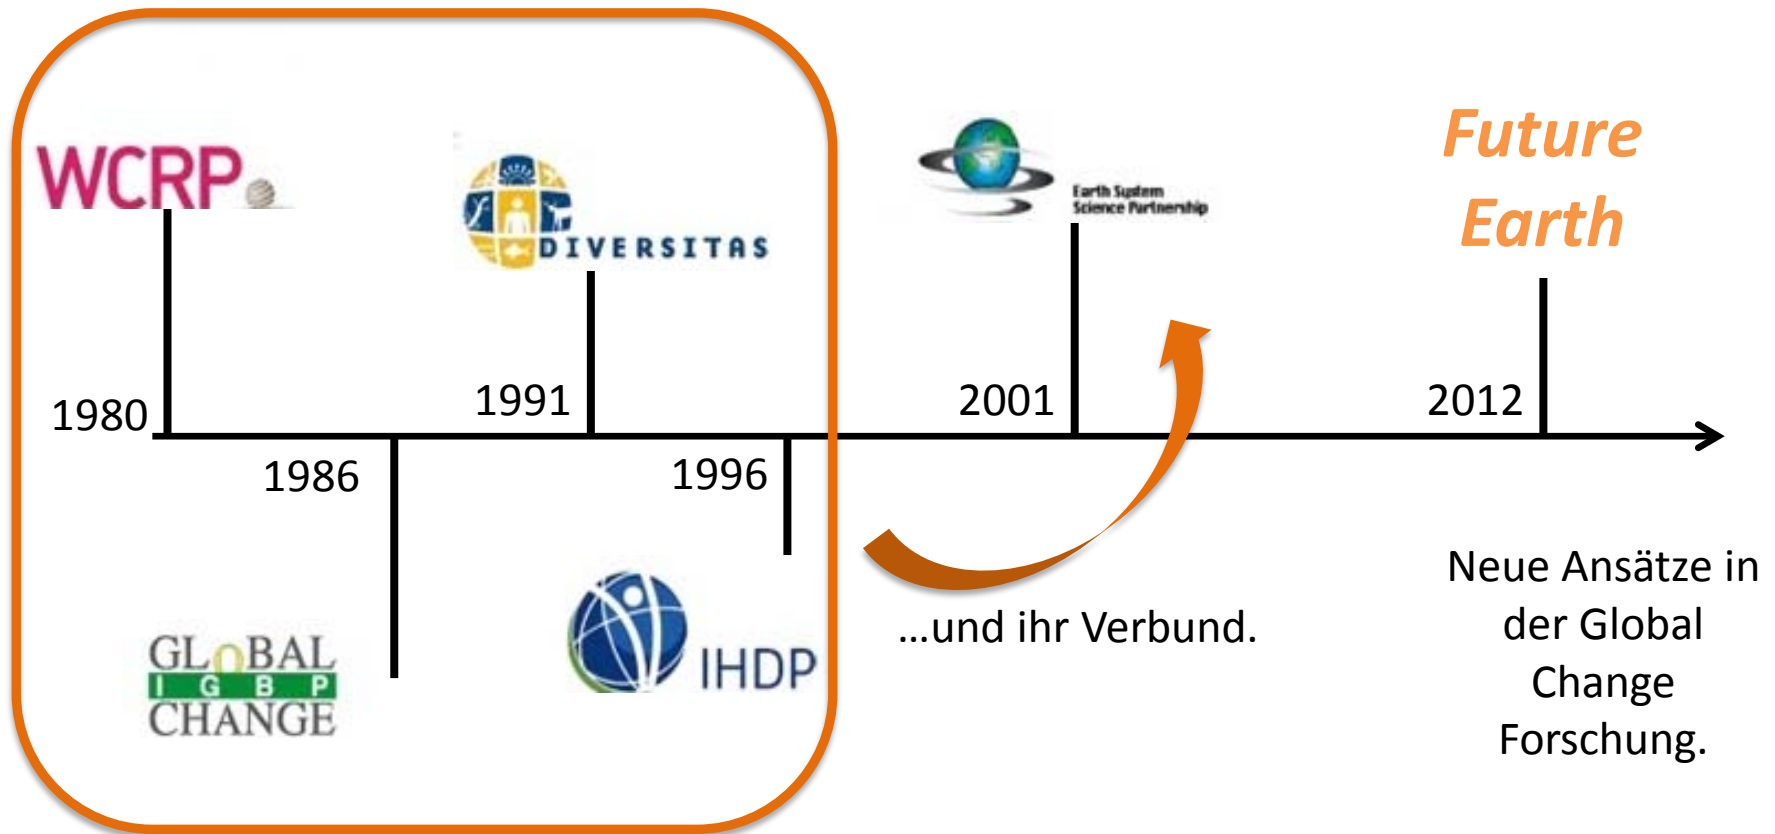 WCRP
DIVERSITAS
Earth System
Science Partnership
Future
Earth
1980
1991
2001
2012
1986
1996
GLOBAL
IGBP
CHANGE
IHDP
...und ihr Verbund.
Neue Ansätze in
der Global
Change
Forschung.